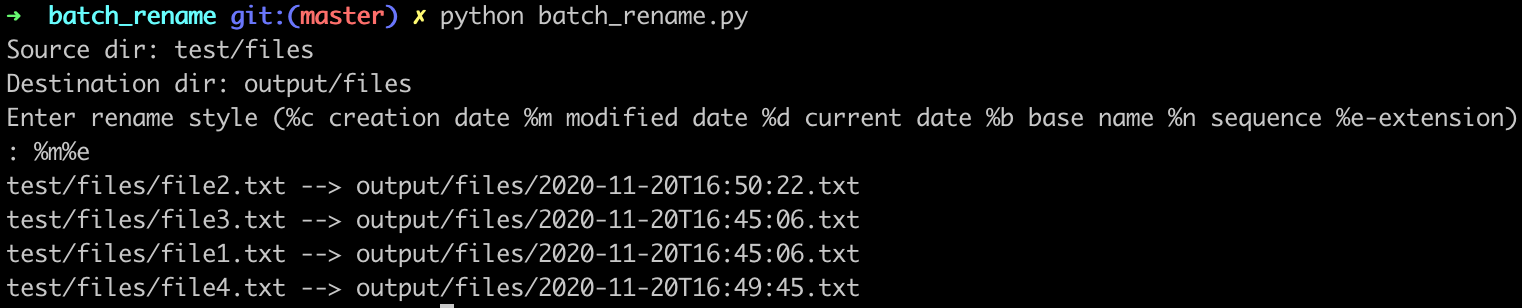 ➜  batch_rename git:(master) ✗ python batch_rename.py
Source dir: test/files
Destination dir: output/files
Enter rename style (%c creation date %m modified date %d current date %b base name %n sequence %e-extension)
: %m%e
test/files/file2.txt --> output/files/2020-11-20T16:50:22.txt
test/files/file3.txt --> output/files/2020-11-20T16:45:06.txt
test/files/file1.txt --> output/files/2020-11-20T16:45:06.txt
test/files/file4.txt --> output/files/2020-11-20T16:49:45.txt